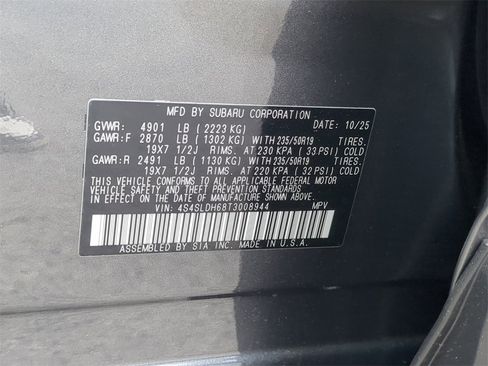 MFD BY SUBARU CORPORATION
GVWR: 4901 LB ( 2223 KG) DATE: 10/25
GAWR: F 2870 LB ( 1302 KG) WITH 235/50R19 TIRES,
19X7 1/2J RIMS. AT 230 KPA ( 33 PSI) COLD
GAWR: R 2491 LB ( 1130 KG) WITH 235/50R19 TIRES,
19X7 1/2J RIMS. AT 220 KPA ( 32 PSI) COLD
THIS VEHICLE CONFORMS TO ALL APPLICABLE FEDERAL MOTOR
VEHICLE SAFETY AND THEFT PREVENTION STANDARDS
IN EFFECT ON THE DATE OF MANUFACTURE SHOWN ABOVE.
VIN: 4S4SLDH68T3008944 MPV
ASSEMBLED BY SIA INC. MADE IN U.S.A.